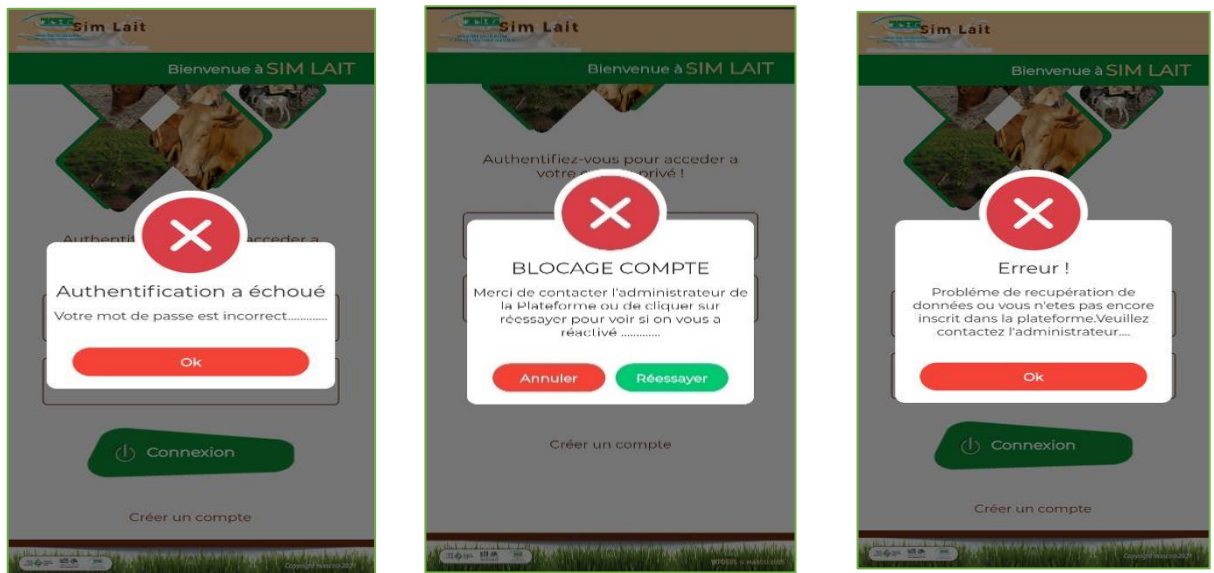 Sim Lait
Bienvenue à SIM LAIT
Authentif
acceder a
Authentification a échoué
Votre mot de passe est incorrect............
Ok
Connexion
Créer un compte
Sim Lait
Bienvenue à SIM LAIT
Authentifiez-vous pour acceder a
votre privé !
BLOCAGE COMPTE
Merci de contacter l'administrateur de
la Plateforme ou de cliquer sur
réessayer pour voir si on vous a
réactivé ............
Annuler
Réessayer
Créer un compte
Sim Lait
Bienvenue à SIM LAIT
Erreur !
Probléme de recupération de
données ou vous n'etes pas encore
inscrit dans la plateforme.Veuillez
contactez l'administrateur....
Ok
Connexion
Créer un compte